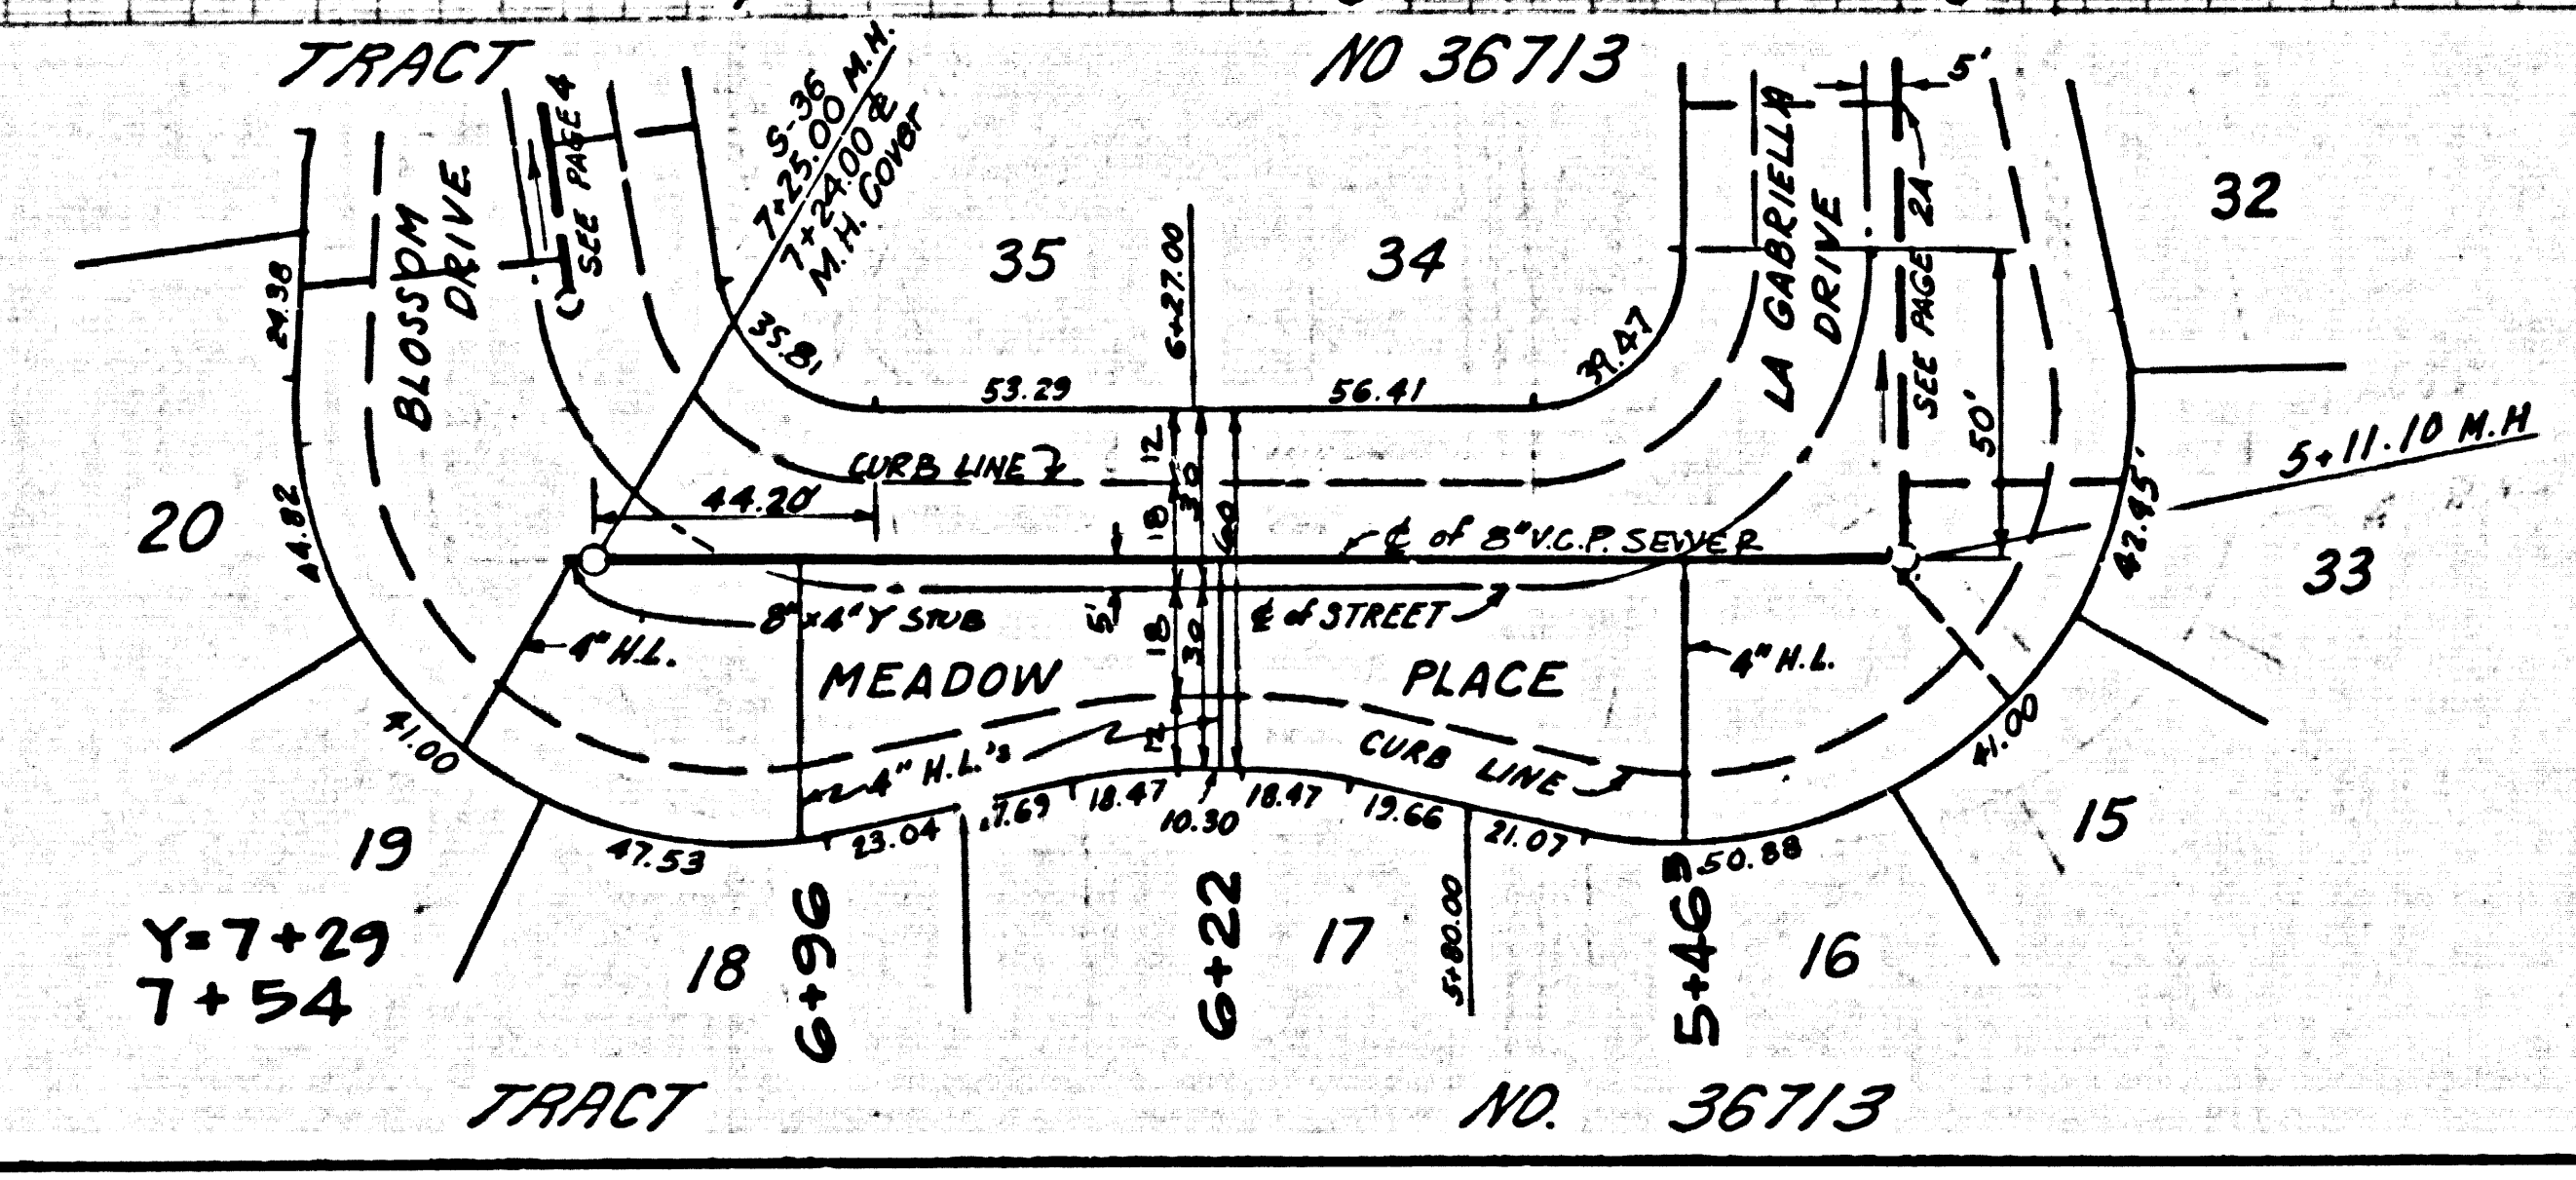 TRACT
NO 36713
S-36
7+25.00 M.H.
7+24.00 ℄
M.H. Cover
5'
BLOSSOM
DRIVE
SEE PAGE 4
LA GABRIELLA
DRIVE
SEE PAGE 2A
32
35
6+27.00
34
24.38
35.81
53.29
56.41
39.47
50'
5+11.10 M.H
CURB LINE
12
30
60
44.20'
18
42.45'
20
44.82
℄ of 8" V.C.P. SEWER
33
8"x4" Y STUB
5'
18
30
℄ of STREET
4" H.L.
MEADOW
PLACE
4" H.L.
41.00
12
CURB LINE
41.00
4" H.L.'s
19
47.53
23.04
18.47
10.30
18.47
19.66
21.07
50.88
15
Y=7+29
7+54
18
6+96
6+22
17
5+80.00
5+46
16
TRACT
NO. 36713